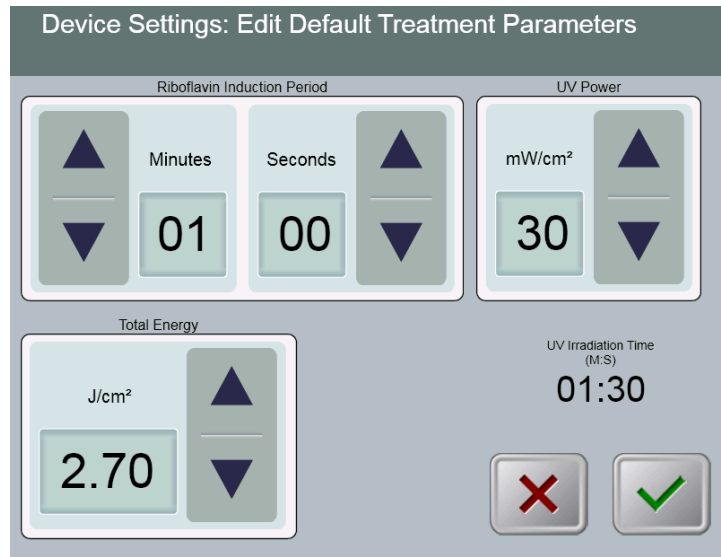 Device Settings: Edit Default Treatment Parameters
Riboflavin Induction Period
UV Power
Minutes
Seconds
mW/cm²
01
00
30
Total Energy
J/cm²
2.70
UV Irradiation Time
(M:S)
01:30